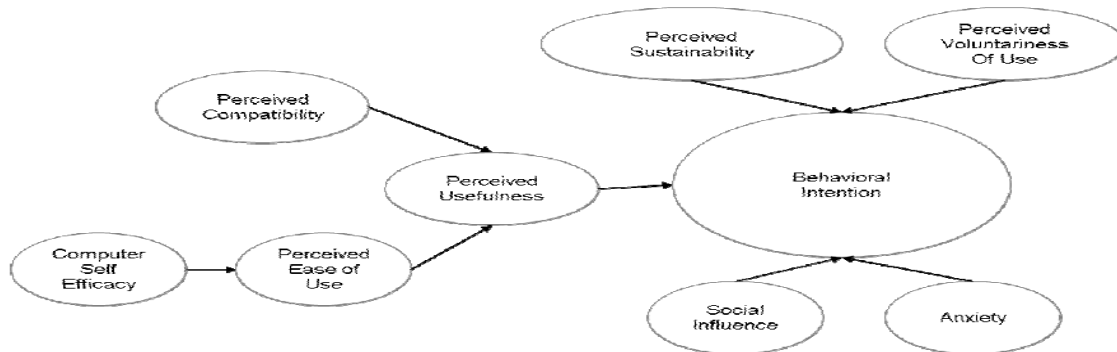 Perceived
Sustainability
Perceived
Voluntariness
Of Use
Perceived
Compatibility
Perceived
Usefulness
Behavioral
Intention
Computer
Self
Efficacy
Perceived
Ease of
Use
Social
Influence
Anxiety